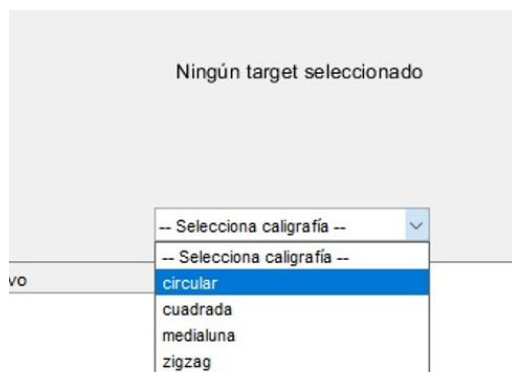 Ningún target seleccionado
-- Selecciona caligrafía --
-- Selecciona caligrafía --
vo
circular
cuadrada
medialuna
zigzag